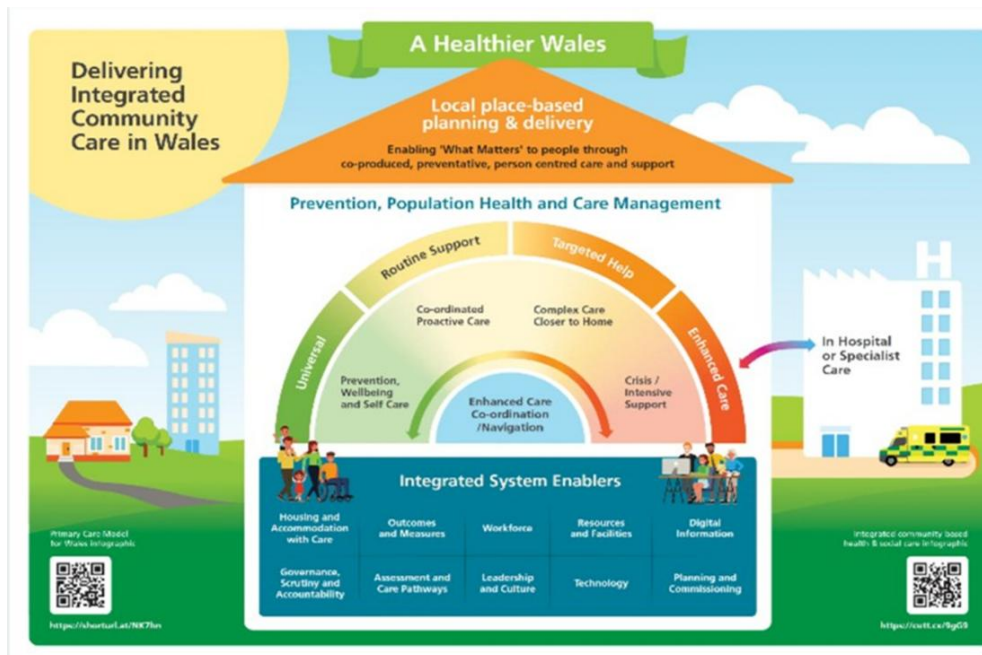 A Healthier Wales
Delivering
Integrated
Community
Care in Wales
Local place-based
planning & delivery
Enabling 'What Matters' to people through
co-produced, preventative, person centred care and support
Prevention, Population Health and Care Management
Universal
Routine Support
Targeted Help
Enhanced Care
Co-ordinated
Proactive Care
Complex Care
Closer to Home
Prevention,
Wellbeing
and Self Care
Crisis /
Intensive
Support
Enhanced Care
Co-ordination
/Navigation
H
In Hospital
or Specialist
Care
Integrated System Enablers
Housing and
Accommodation
with Care
Outcomes
and Measures
Workforce
Resources
and Facilities
Digital
Information
Governance,
Scrutiny and
Accountability
Assessment and
Care Pathways
Leadership
and Culture
Technology
Planning and
Commissioning
Primary Care Model
for Wales infographic
Integrated community based
health & social care infographic